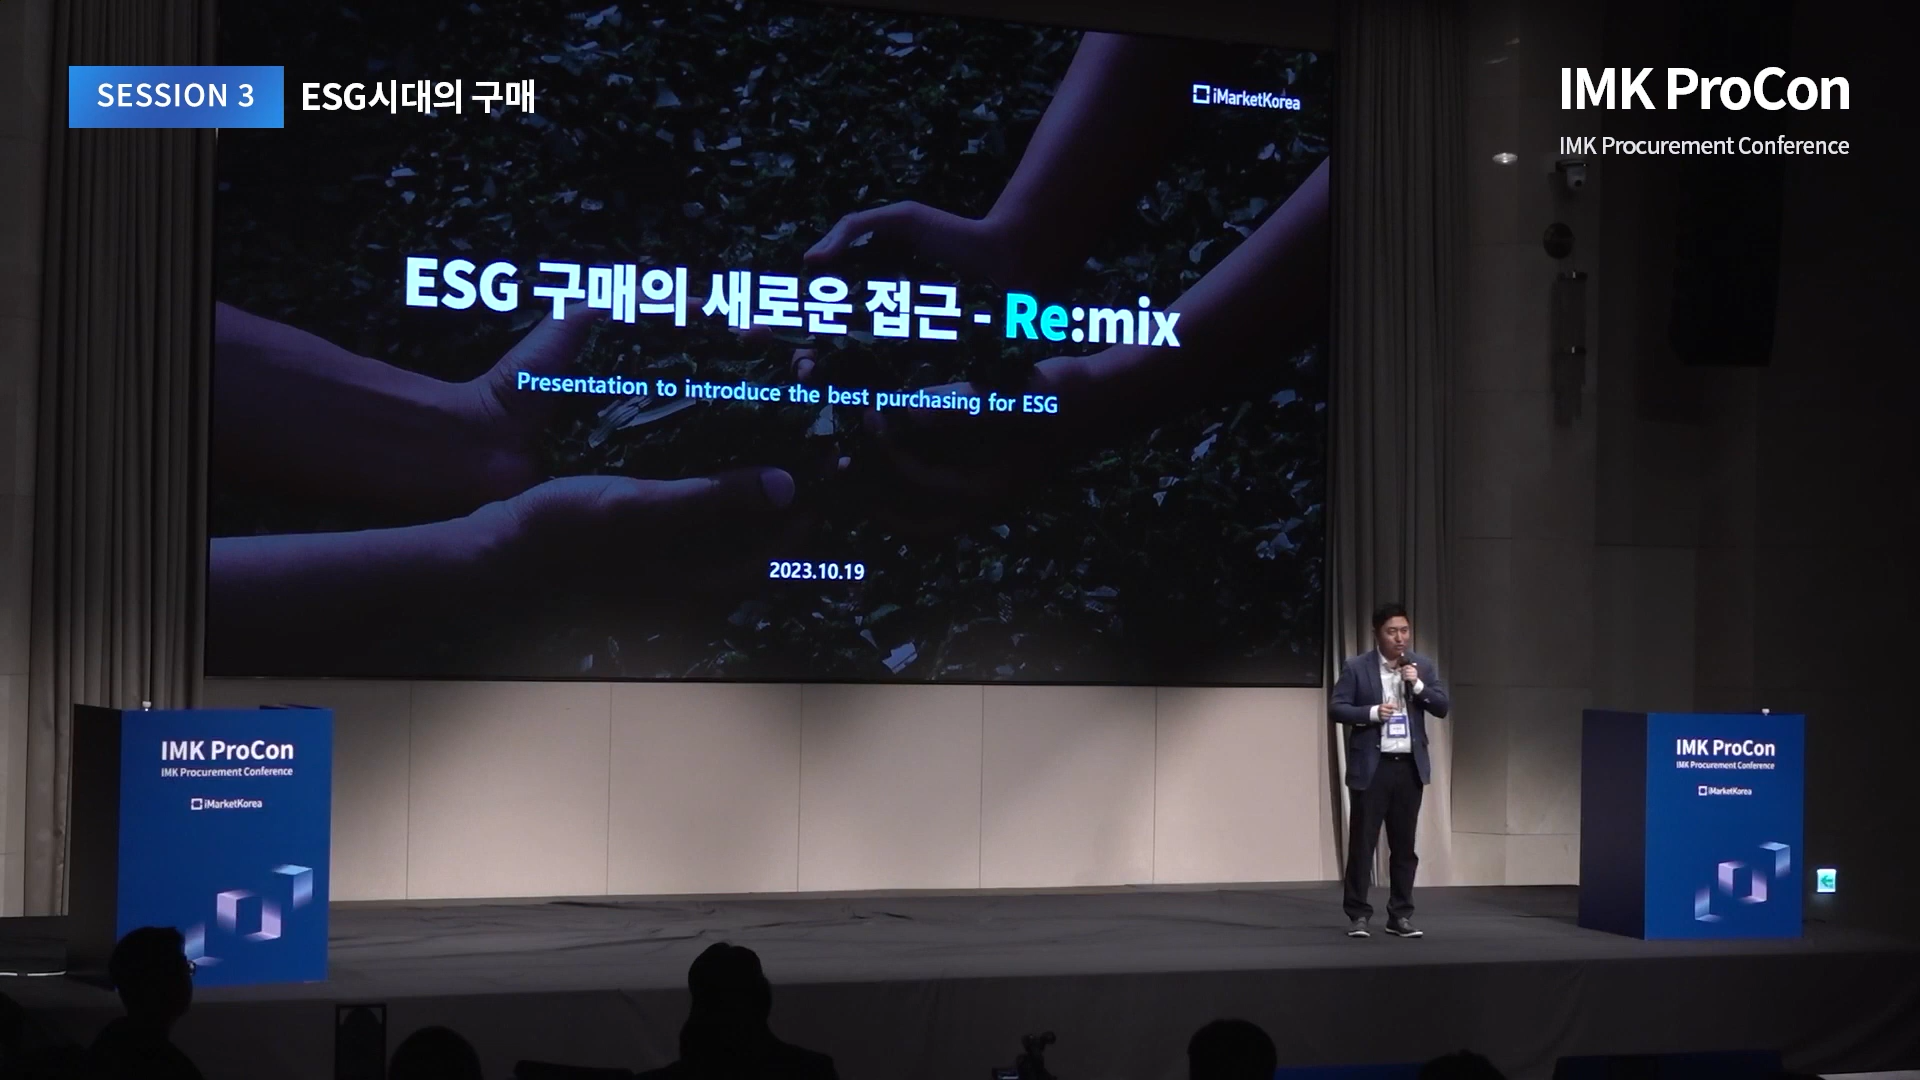 SESSION 3 ESG시대의 구매
IMK ProCon
IMK Procurement Conference
iMarketKorea
ESG 구매의 새로운 접근 - Re:mix
Presentation to introduce the best purchasing for ESG
2023.10.19
IMK ProCon
IMK Procurement Conference
iMarketKorea
IMK ProCon
IMK Procurement Conference
iMarketKorea